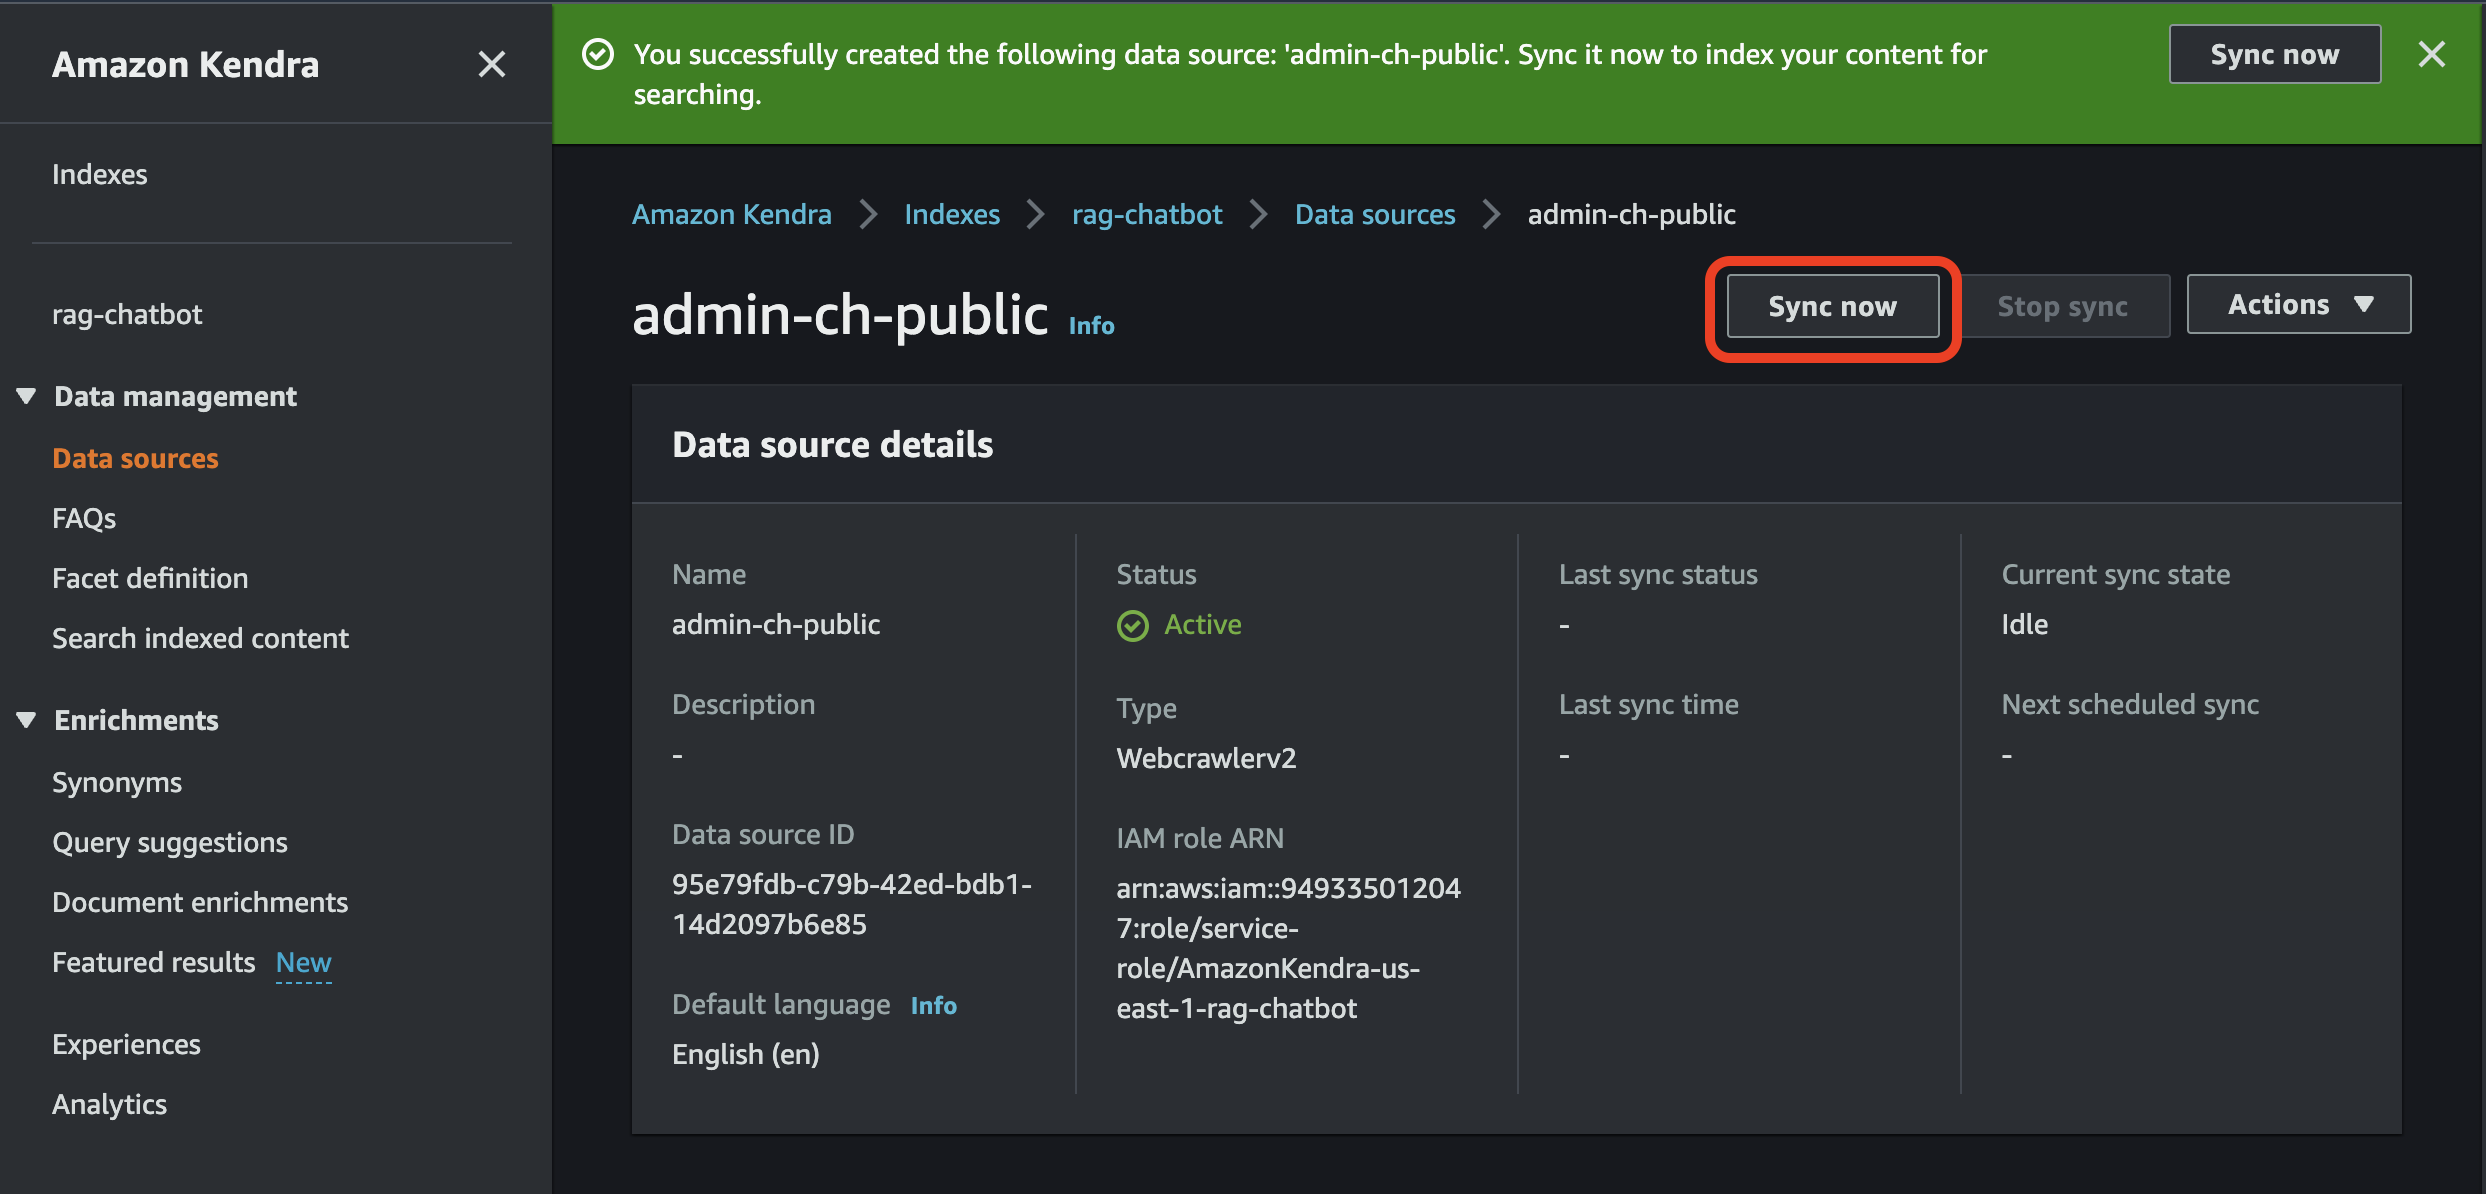 Amazon Kendra
Indexes
rag-chatbot
Data management
Data sources
FAQs
Facet definition
Search indexed content
Enrichments
Synonyms
Query suggestions
Document enrichments
Featured results New
Experiences
Analytics
You successfully created the following data source: 'admin-ch-public'. Sync it now to index your content for
searching.
Sync now
Amazon Kendra
Indexes
rag-chatbot
Data sources
admin-ch-public
admin-ch-public Info
Sync now
Stop sync
Actions
Data source details
Name
admin-ch-public
Description
-
Data source ID
95e79fdb-c79b-42ed-bdb1-
14d2097b6e85
Default language Info
English (en)
Status
Active
Type
Webcrawlerv2
IAM role ARN
arn:aws:iam::94933501204
7:role/service-
role/AmazonKendra-us-
east-1-rag-chatbot
Last sync status
-
Last sync time
-
Current sync state
Idle
Next scheduled sync
-